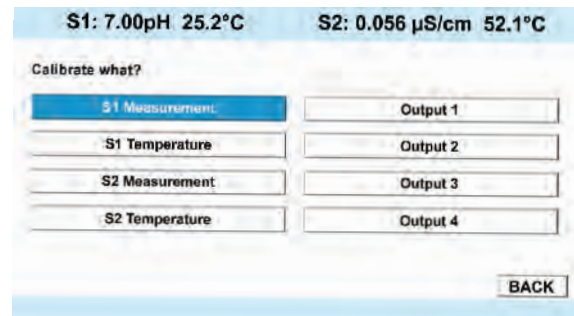 S1: 7.00pH 25.2°C S2: 0.056 µS/cm 52.1°C
Calibrate what?
S1 Measurement Output 1
S1 Temperature Output 2
S2 Measurement Output 3
S2 Temperature Output 4
BACK